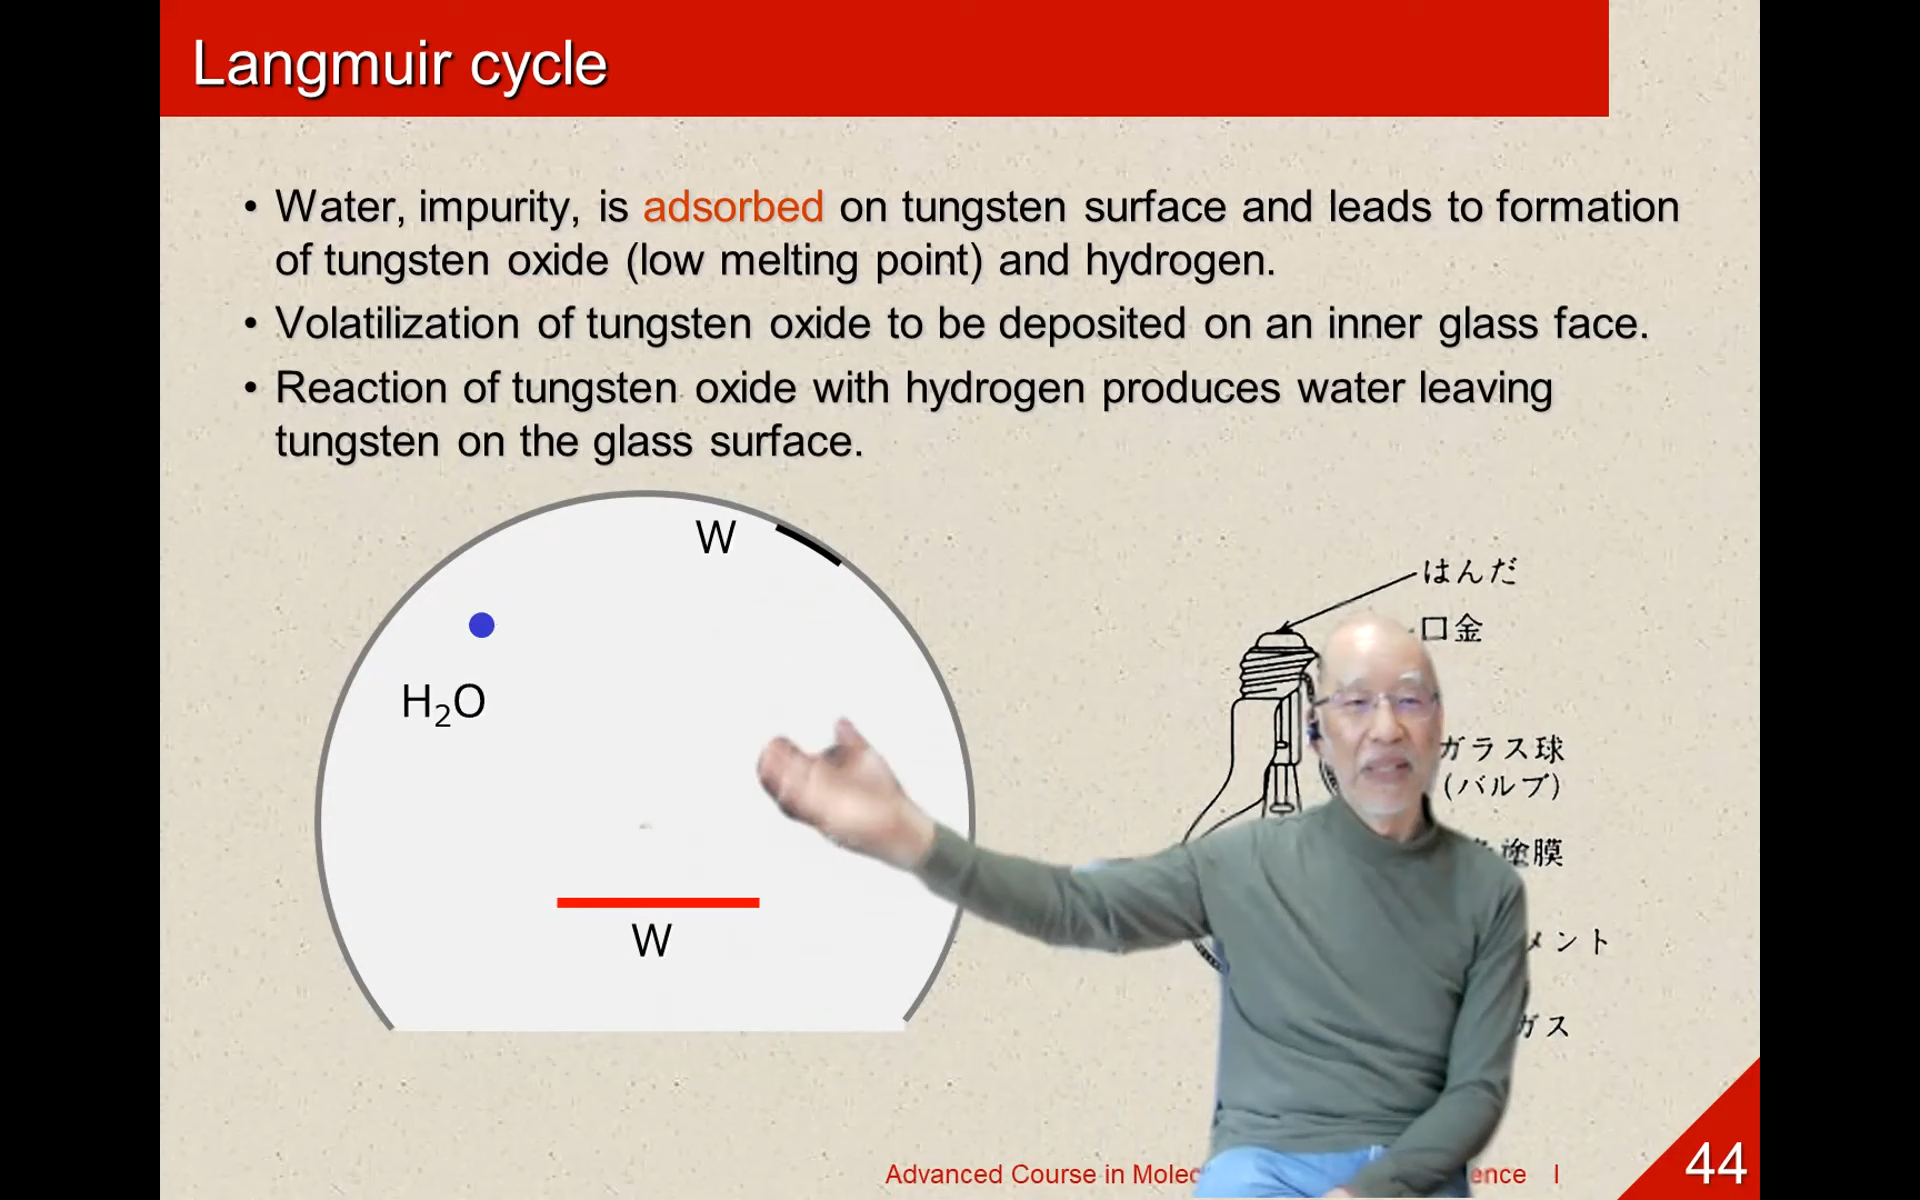 Langmuir cycle
• Water, impurity, is adsorbed on tungsten surface and leads to formation
of tungsten oxide (low melting point) and hydrogen.
• Volatilization of tungsten oxide to be deposited on an inner glass face.
• Reaction of tungsten oxide with hydrogen produces water leaving
tungsten on the glass surface.
W
H₂O
W
はんだ
口金
ガラス球
(バルブ)
塗膜
メント
ガス
Advanced Course in
I
44